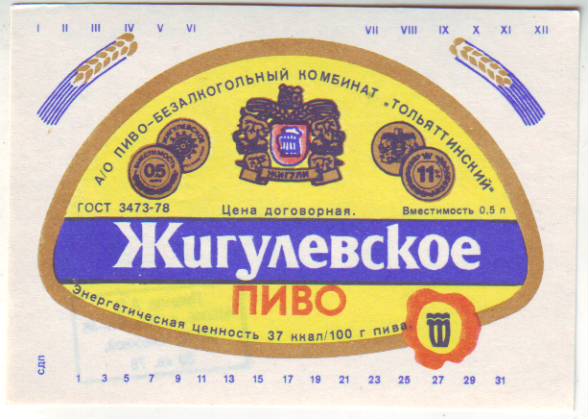 I II III IV V VI VII VIII IX X XI XII
А/О ПИВО-БЕЗАЛКОГОЛЬНЫЙ КОМБИНАТ "ТОЛЬЯТТИНСКИЙ"
ЖИГУЛИ
0,5
11%
ГОСТ 3473-78 Цена договорная. Вместимость 0,5 л
Жигулевское
ПИВО
Энергетическая ценность 37 ккал/100 г пива.
СДП
1 3 5 7 9 11 13 15 17 19 21 23 25 27 29 31